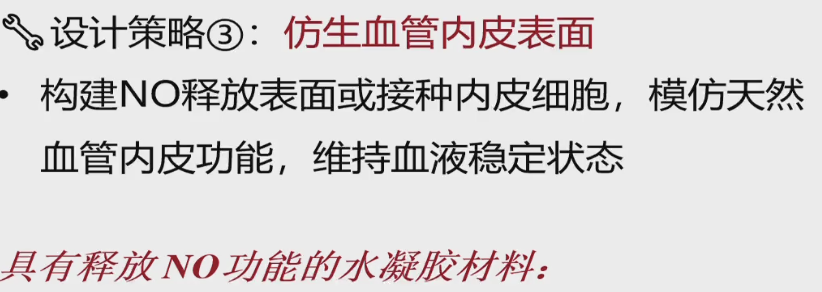 设计策略③：仿生血管内皮表面
• 构建NO释放表面或接种内皮细胞，模仿天然
血管内皮功能，维持血液稳定状态
具有释放NO功能的水凝胶材料：